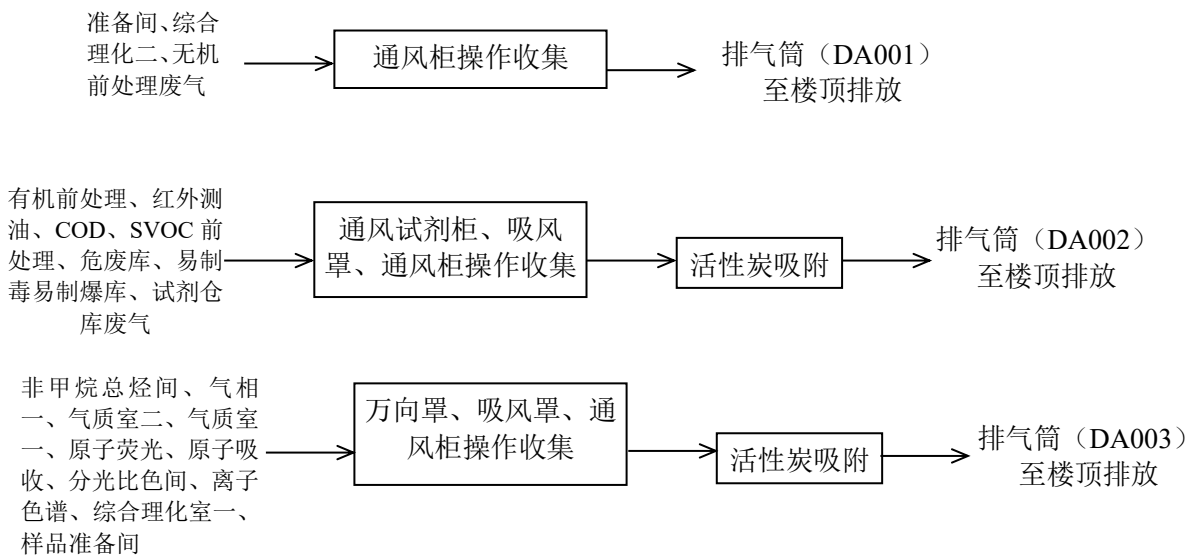 准备间、综合
理化二、无机
前处理废气
通风柜操作收集
排气筒（DA001）
至楼顶排放
有机前处理、红外测
油、COD、SVOC 前
处理、危废库、易制
毒易制爆库、试剂仓
库废气
通风试剂柜、吸风
罩、通风柜操作收集
活性炭吸附
排气筒（DA002）
至楼顶排放
非甲烷总烃间、气相
一、气质室二、气质室
一、原子荧光、原子吸
收、分光比色间、离子
色谱、综合理化室一、
样品准备间
万向罩、吸风罩、通
风柜操作收集
活性炭吸附
排气筒（DA003）
至楼顶排放